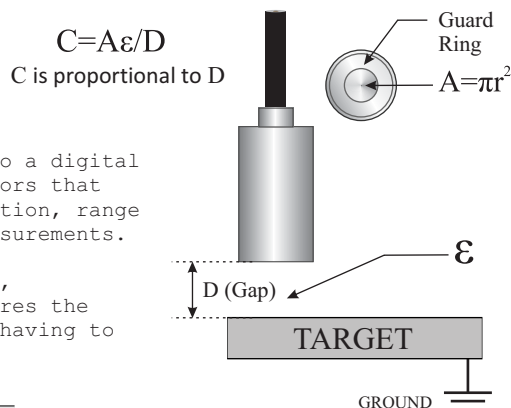 C=Aε/D
C is proportional to D
Guard
Ring
A=πr²
o a digital
ors that
tion, range
surements.
,
res the
having to
ε
D (Gap)
TARGET
GROUND